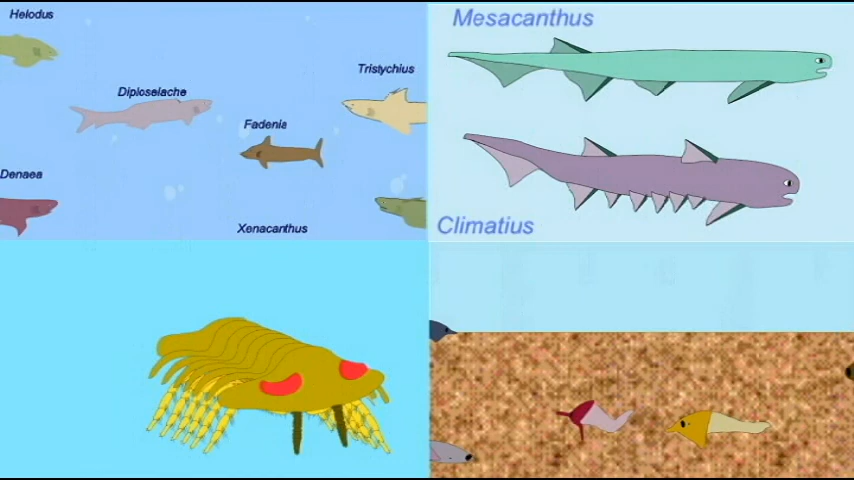 Helodus
Tristychius
Diploselache
Fadenia
Denaea
Xenacanthus
Mesacanthus
Climatius